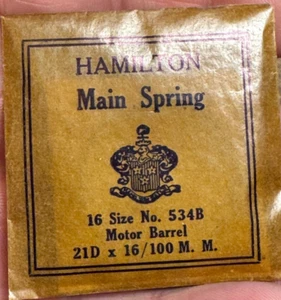 HAMILTON
Main Spring
16 Size No. 534B
Motor Barrel
21D x 16/100 M. M.